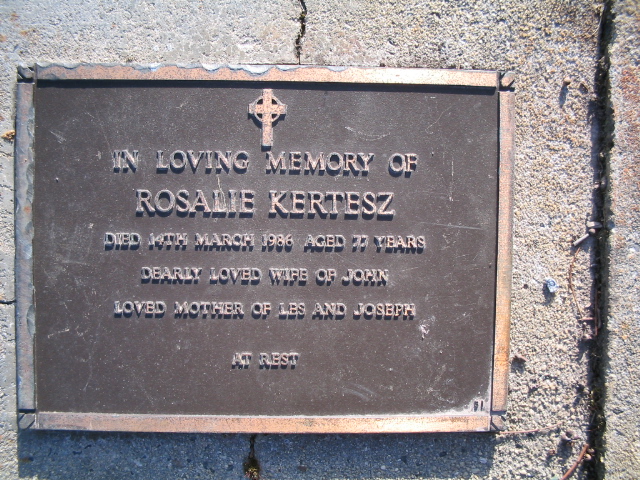 IN LOVING MEMORY OF
ROSALIE KERTESZ
DIED 14TH MARCH 1986 AGED 77 YEARS
DEARLY LOVED WIFE OF JOHN
LOVED MOTHER OF LES AND JOSEPH
AT REST